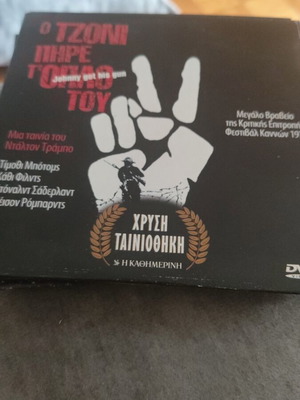 Ο ΤΖΟΝΙ
ΠΗΡΕ
Τ'ΟΠΛΟ
Johnny got his gun
ΤΟΥ
Μια ταινία του
Ντάλτον Τράμπο
Τίμοθι Μπότομς
Κάθι Φιλντς
Ντόναλντ Σάδερλαντ
Τζέισον Ρόμπαρντς
Μεγάλο Βραβείο
της Κριτικής Επιτροπής
Φεστιβάλ Καννών
ΧΡΥΣΗ
ΤΑΙΝΙΟΘΗΚΗ
Η ΚΑΘΗΜΕΡΙΝΗ